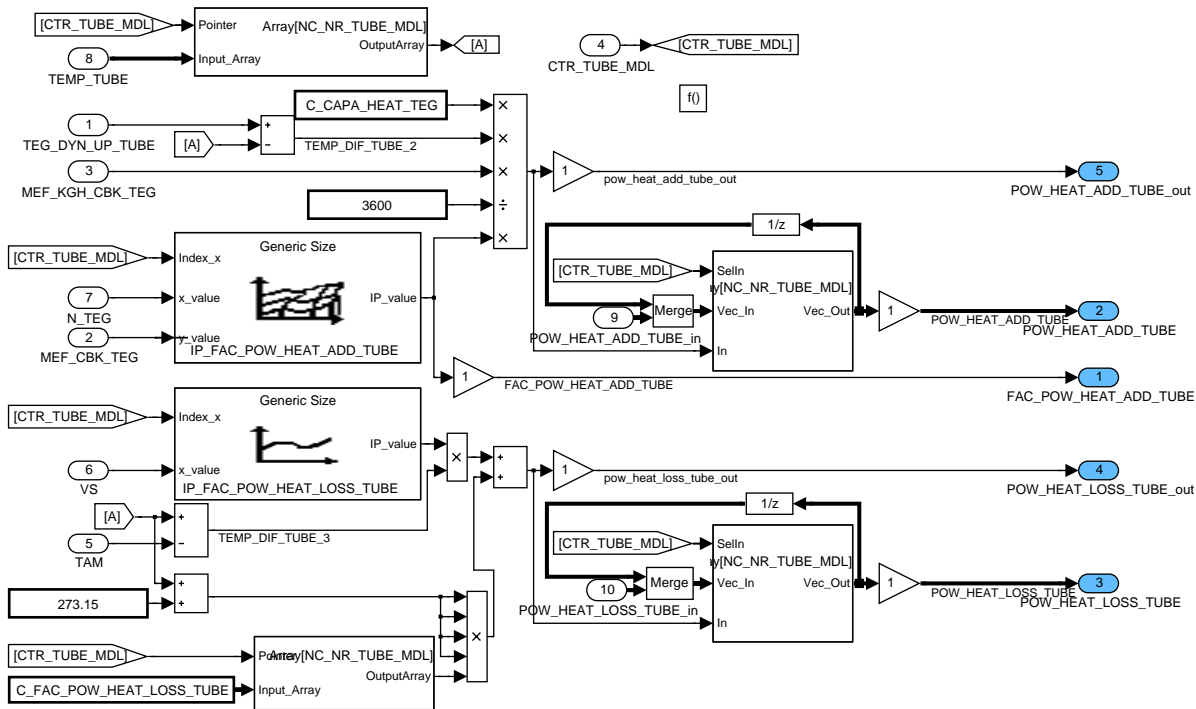 [CTR_TUBE_MDL]
Pointer
Array[NC_NR_TUBE_MDL]
OutputArray
[A]
8
Input_Array
TEMP_TUBE
4
[CTR_TUBE_MDL]
CTR_TUBE_MDL
f()
C_CAPA_HEAT_TEG
×
1
+
TEG_DYN_UP_TUBE
[A]
−
TEMP_DIF_TUBE_2
×
3
×
MEF_KGH_CBK_TEG
3600
÷
×
1
pow_heat_add_tube_out
5
POW_HEAT_ADD_TUBE_out
Generic Size
[CTR_TUBE_MDL]
Index_x
7
x_value
IP_value
N_TEG
2
y_value
MEF_CBK_TEG
IP_FAC_POW_HEAT_ADD_TUBE
1/z
[CTR_TUBE_MDL]
SelIn
y[NC_NR_TUBE_MDL]
9
Merge
Vec_In
Vec_Out
1
POW_HEAT_ADD_TUBE_in
In
POW_HEAT_ADD_TUBE
2
POW_HEAT_ADD_TUBE
1
FAC_POW_HEAT_ADD_TUBE
1
FAC_POW_HEAT_ADD_TUBE
Generic Size
[CTR_TUBE_MDL]
Index_x
IP_value
6
x_value
VS
IP_FAC_POW_HEAT_LOSS_TUBE
×
+
+
1
pow_heat_loss_tube_out
4
POW_HEAT_LOSS_TUBE_out
[A]
+
5
−
TEMP_DIF_TUBE_3
TAM
+
273.15
+
×
1/z
[CTR_TUBE_MDL]
SelIn
y[NC_NR_TUBE_MDL]
10
Merge
Vec_In
Vec_Out
1
POW_HEAT_LOSS_TUBE_in
In
POW_HEAT_LOSS_TUBE
3
POW_HEAT_LOSS_TUBE
[CTR_TUBE_MDL]
Pointer
Array[NC_NR_TUBE_MDL]
OutputArray
C_FAC_POW_HEAT_LOSS_TUBE
Input_Array